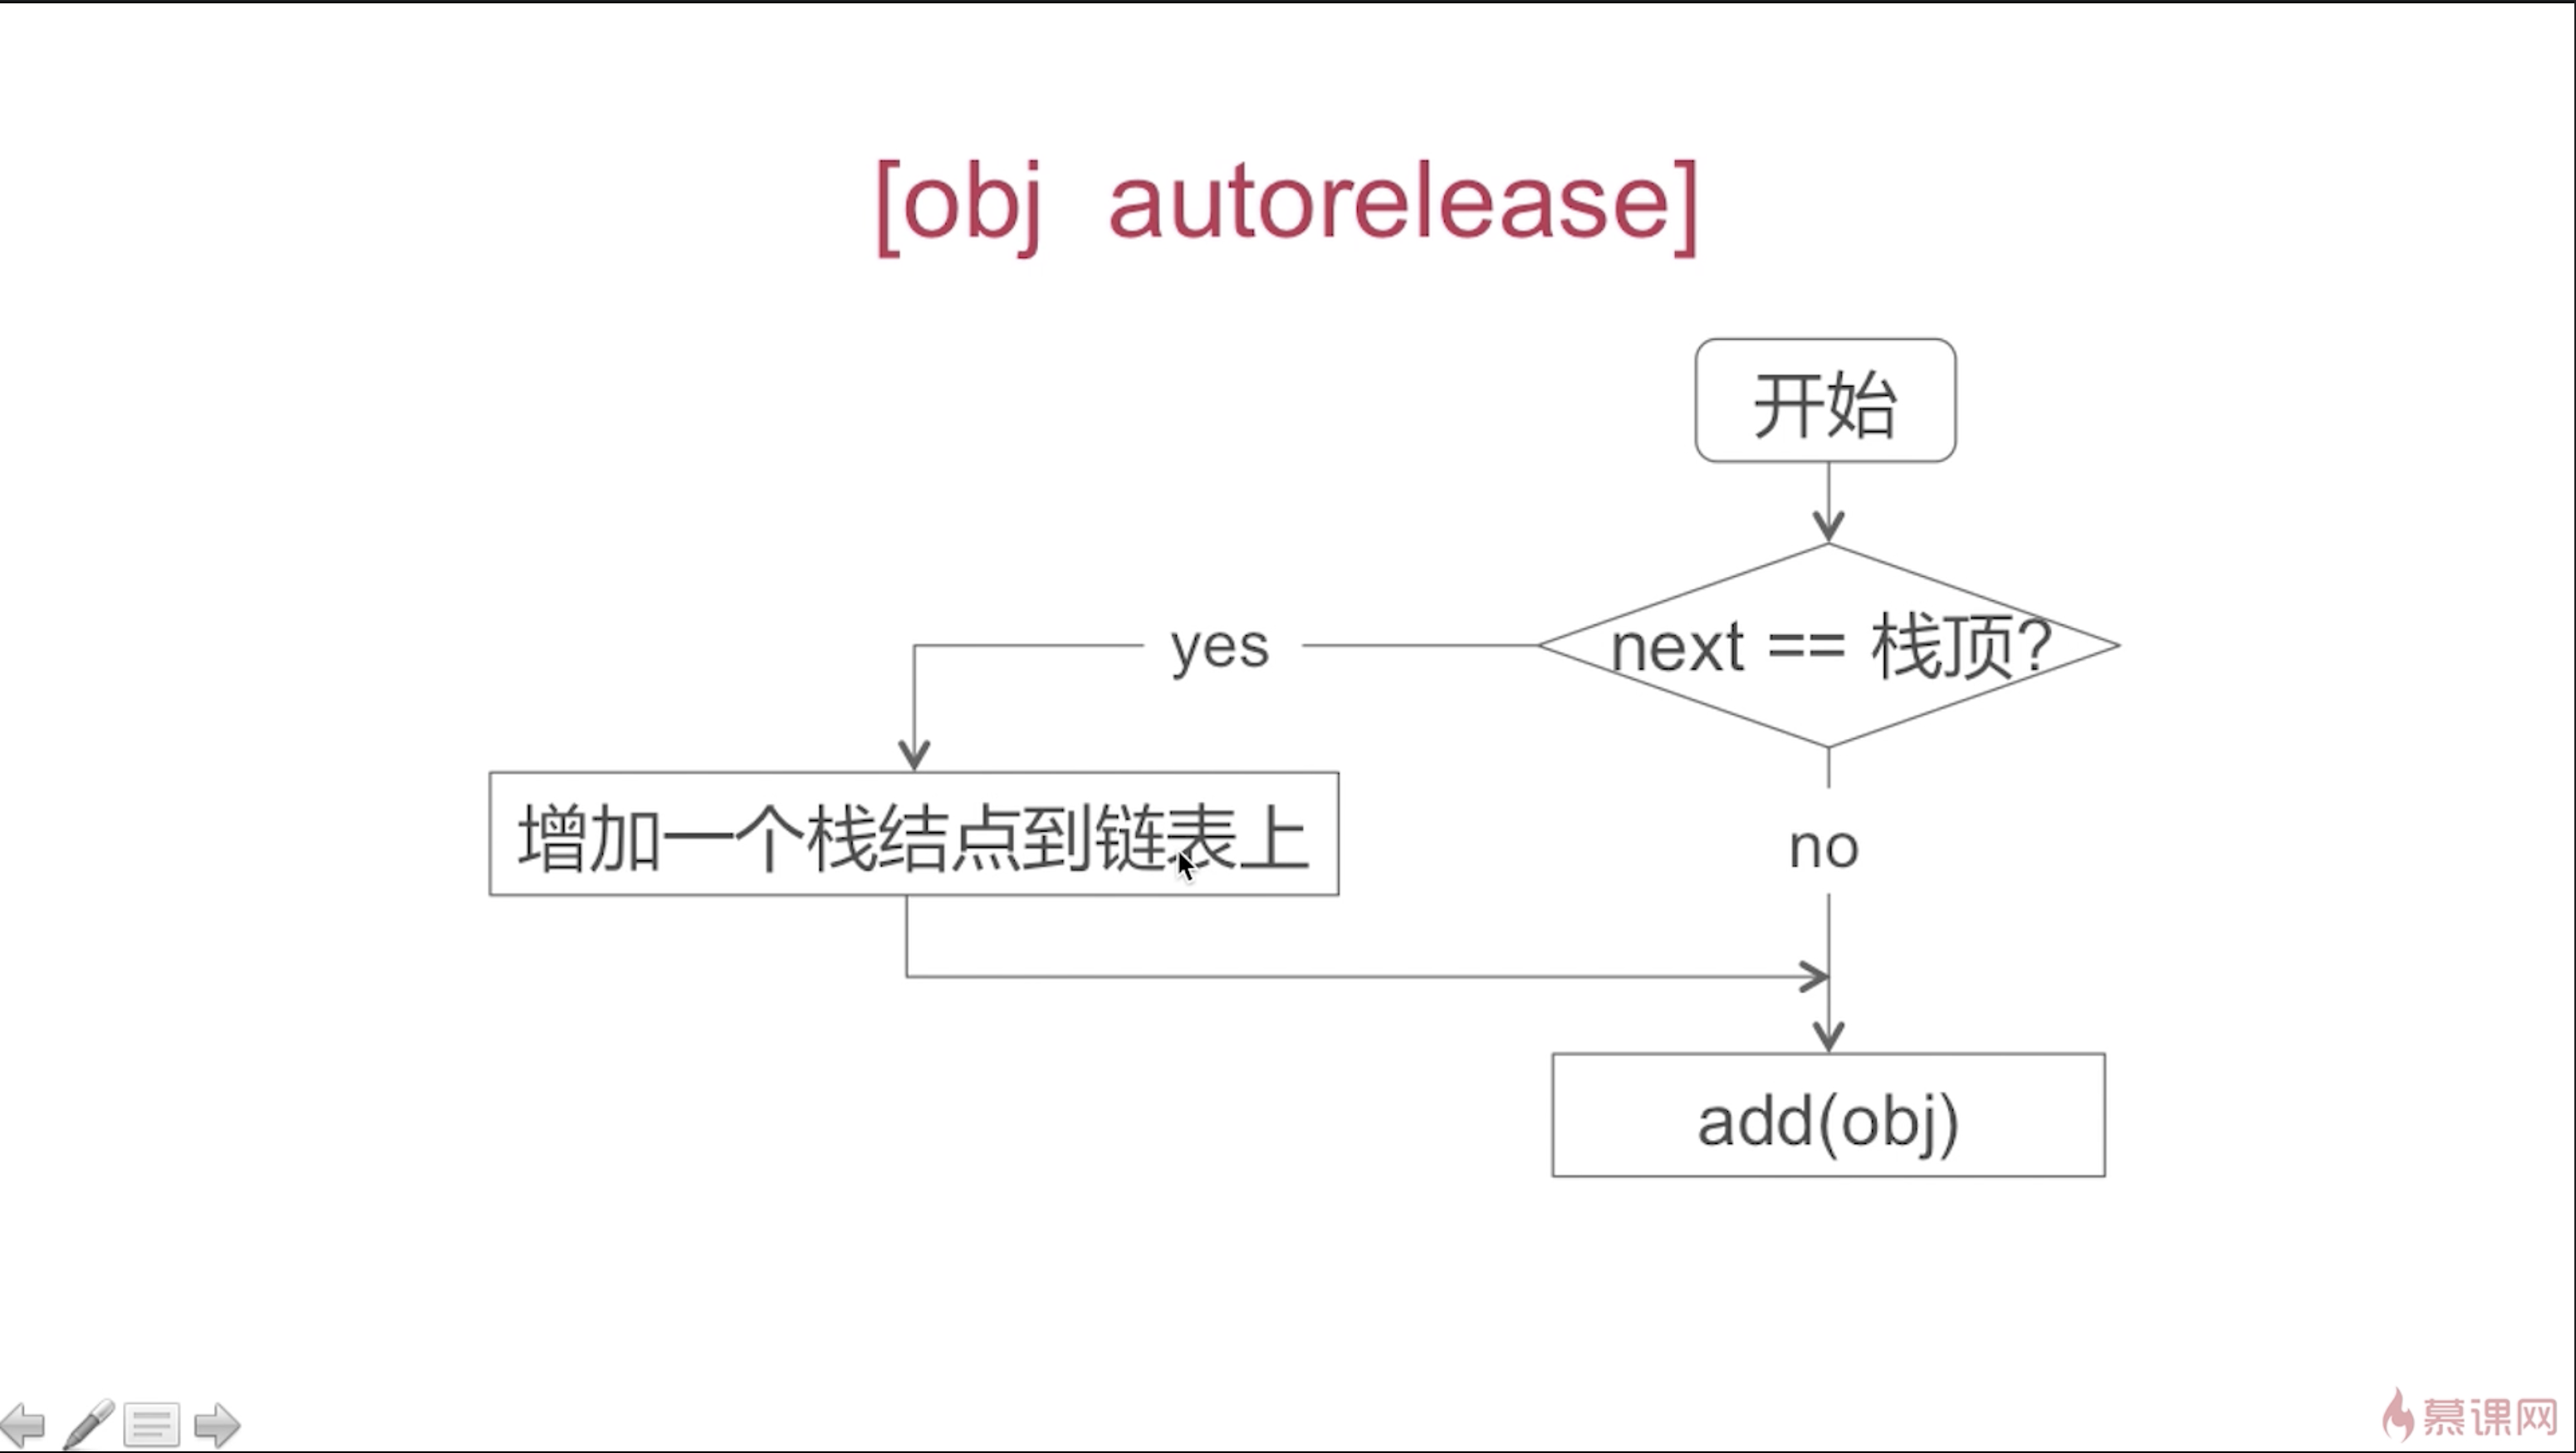 [obj autorelease]
开始
next == 栈顶?
yes
增加一个栈结点到链表上
no
add(obj)
慕课网